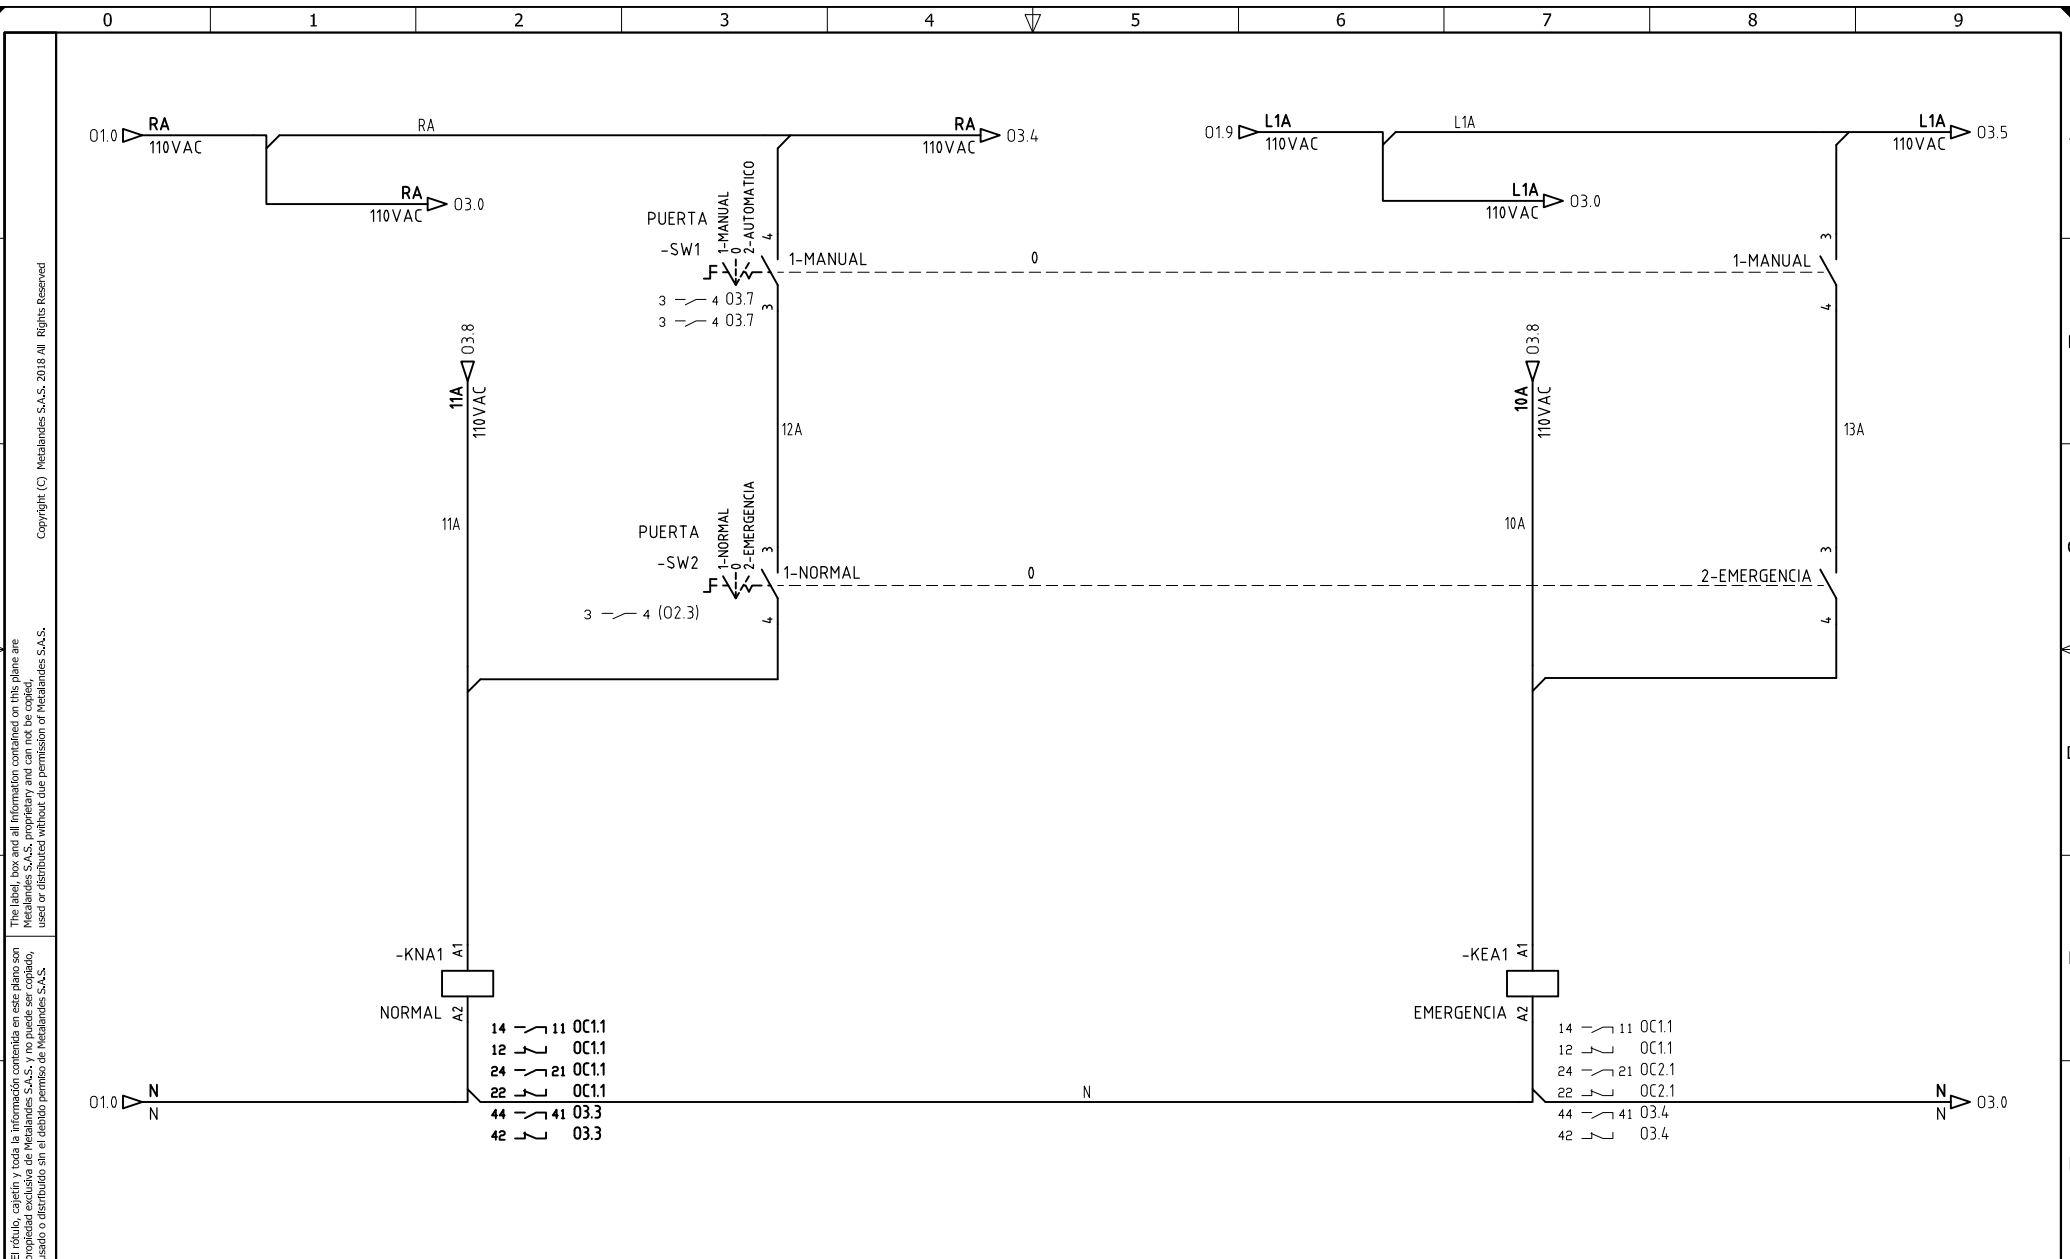 0 1 2 3 4 5 6 7 8 9
01.0 RA RA RA 03.4
110VAC 110VAC
RA 03.0
110VAC
01.9 L1A L1A L1A 03.5
110VAC 110VAC
L1A 03.0
110VAC
PUERTA
-SW1
1-MANUAL
0
2-AUTOMATICO
4
1-MANUAL 0 1-MANUAL
3
3 4 03.7
3 4 03.7
3
4
03.8
11A
110VAC
11A
12A
03.8
10A
110VAC
10A
13A
PUERTA
-SW2
1-NORMAL
0
2-EMERGENCIA
3
1-NORMAL 0 2-EMERGENCIA
4
3 4 (02.3)
3
4
-KNA1 A1
NORMAL A2
14 11 0C1.1
12 0C1.1
24 21 0C1.1
22 0C1.1
44 41 03.3
42 03.3
-KEA1 A1
EMERGENCIA A2
14 11 0C1.1
12 0C1.1
24 21 0C2.1
22 0C2.1
44 41 03.4
42 03.4
01.0 N N N 03.0
N N
Copyright (C) Metalandes S.A.S. 2018 All Rights Reserved
The label, box and all information contained on this plane are
Metalandes S.A.S. proprietary and can not be copied,
used or distributed without due permission of Metalandes S.A.S.
El rótulo, cajetín y toda la información contenida en este plano son
propiedad exclusiva de Metalandes S.A.S. y no puede ser copiado,
usado o distribuido sin el debido permiso de Metalandes S.A.S.